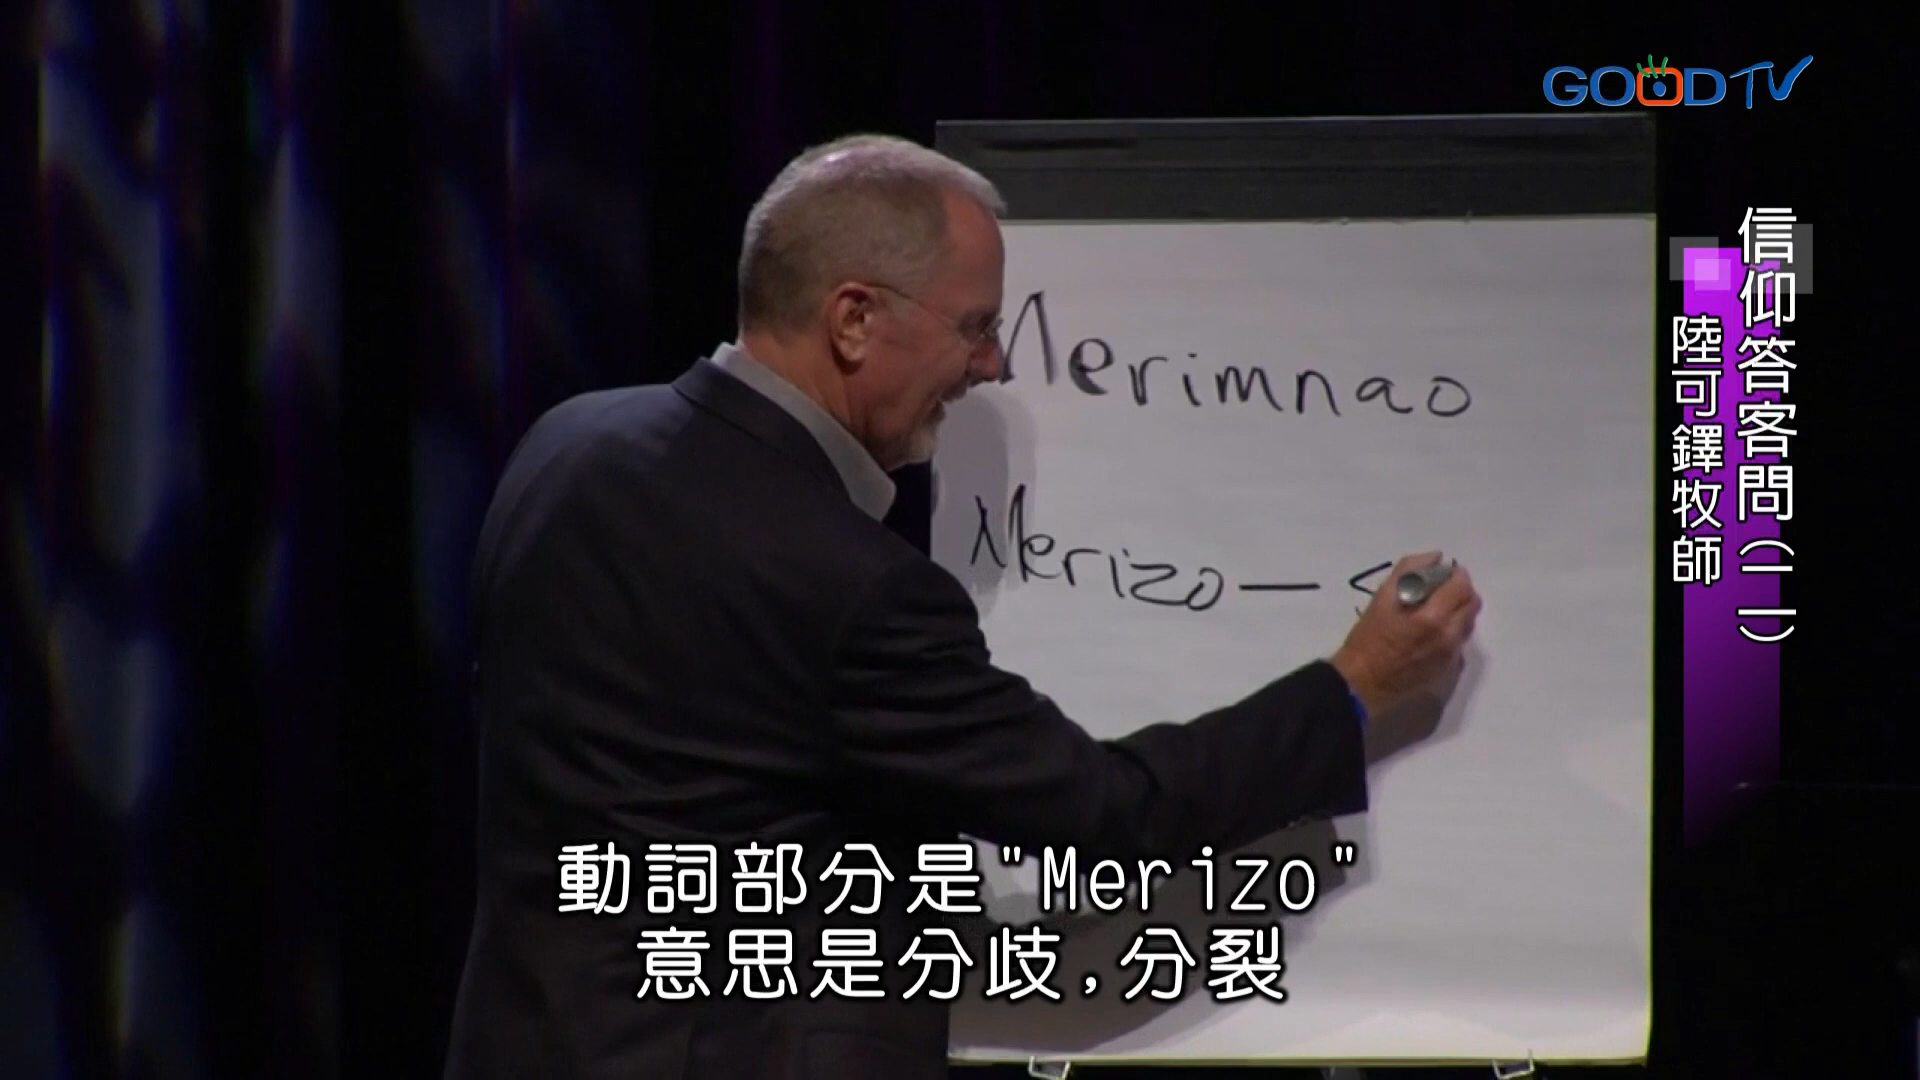 GOODTV
信仰答客問(二)
陸可鐸牧師
Merimnao
Merizo — S
動詞部分是"Merizo"
意思是分歧,分裂